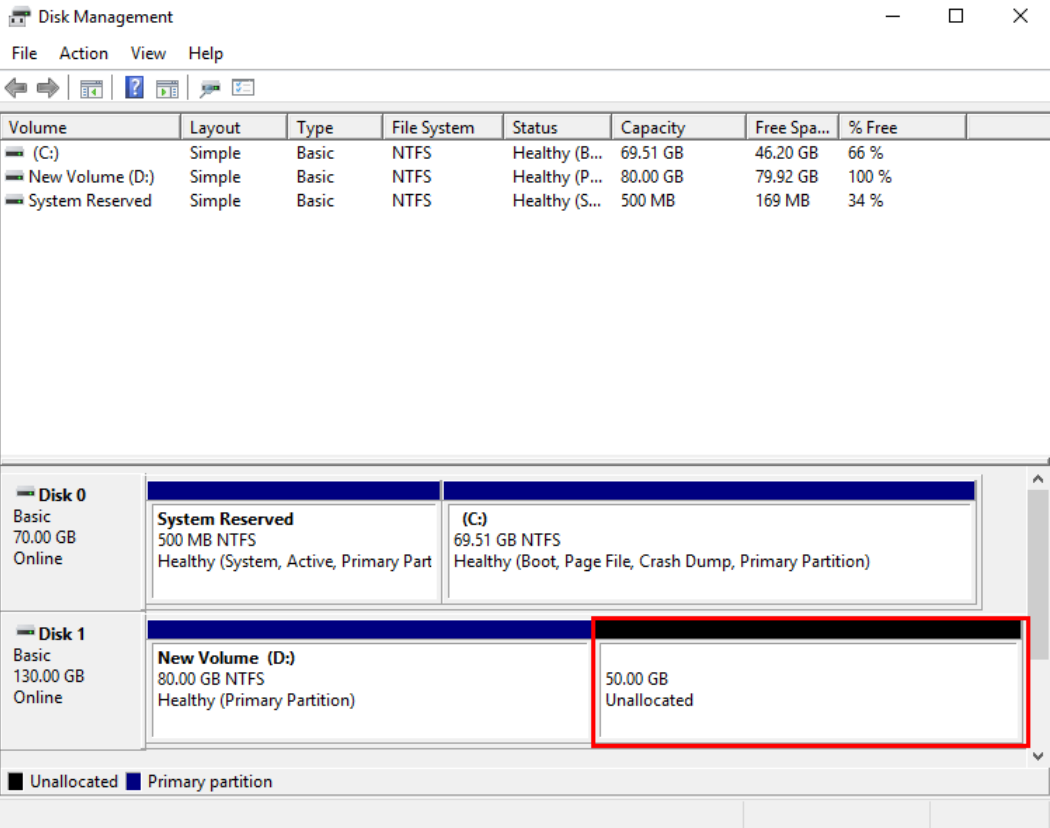 Disk Management
File Action View Help
Volume Layout Type File System Status Capacity Free Spa... % Free
(C:) Simple Basic NTFS Healthy (B... 69.51 GB 46.20 GB 66 %
New Volume (D:) Simple Basic NTFS Healthy (P... 80.00 GB 79.92 GB 100 %
System Reserved Simple Basic NTFS Healthy (S... 500 MB 169 MB 34 %
Disk 0
Basic
70.00 GB
Online
System Reserved
500 MB NTFS
Healthy (System, Active, Primary Part
(C:)
69.51 GB NTFS
Healthy (Boot, Page File, Crash Dump, Primary Partition)
Disk 1
Basic
130.00 GB
Online
New Volume (D:)
80.00 GB NTFS
Healthy (Primary Partition)
50.00 GB
Unallocated
Unallocated Primary partition